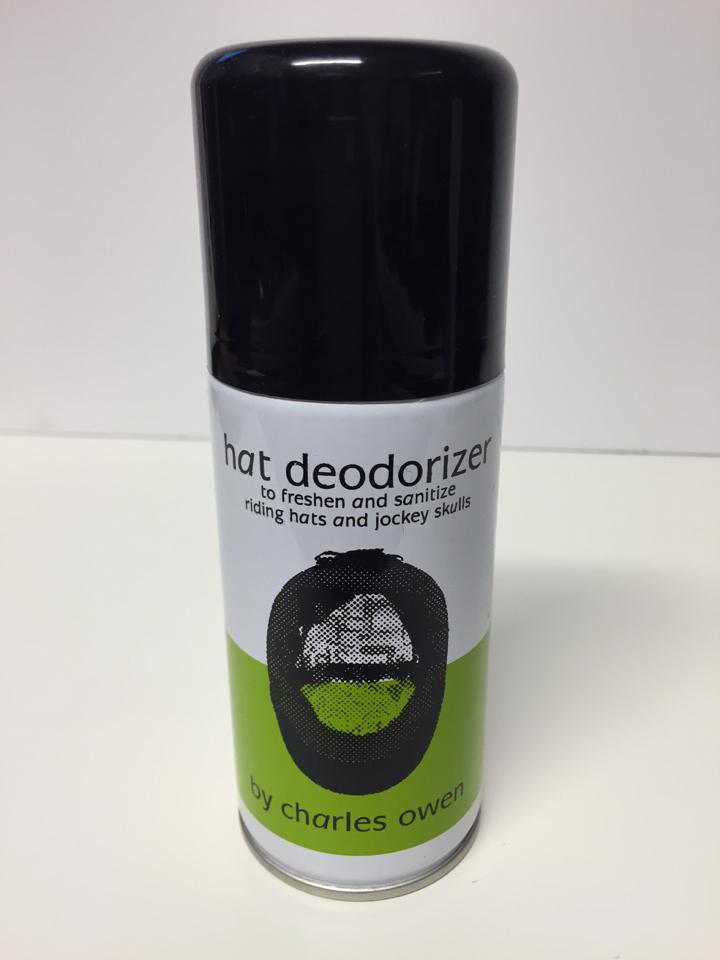 hat deodorizer
to freshen and sanitize
riding hats and jockey skulls
by charles owen